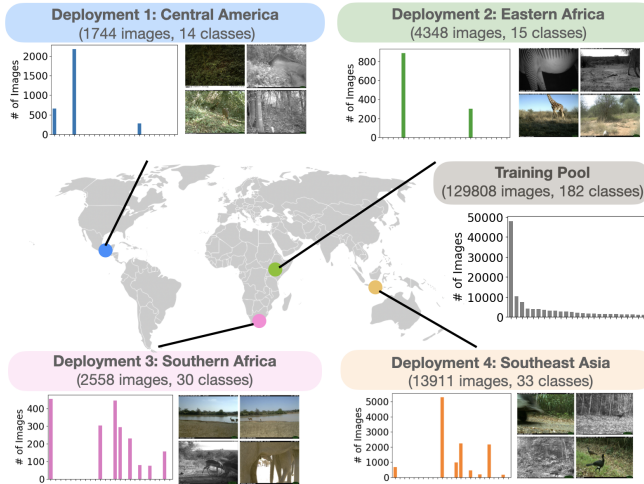 Deployment 1: Central America
(1744 images, 14 classes)
# of Images
2000
1500
1000
500
0
Deployment 2: Eastern Africa
(4348 images, 15 classes)
# of Images
800
600
400
200
0
Training Pool
(129808 images, 182 classes)
# of Images
50000
40000
30000
20000
10000
0
Deployment 3: Southern Africa
(2558 images, 30 classes)
# of Images
400
300
200
100
0
Deployment 4: Southeast Asia
(13911 images, 33 classes)
# of Images
5000
4000
3000
2000
1000
0